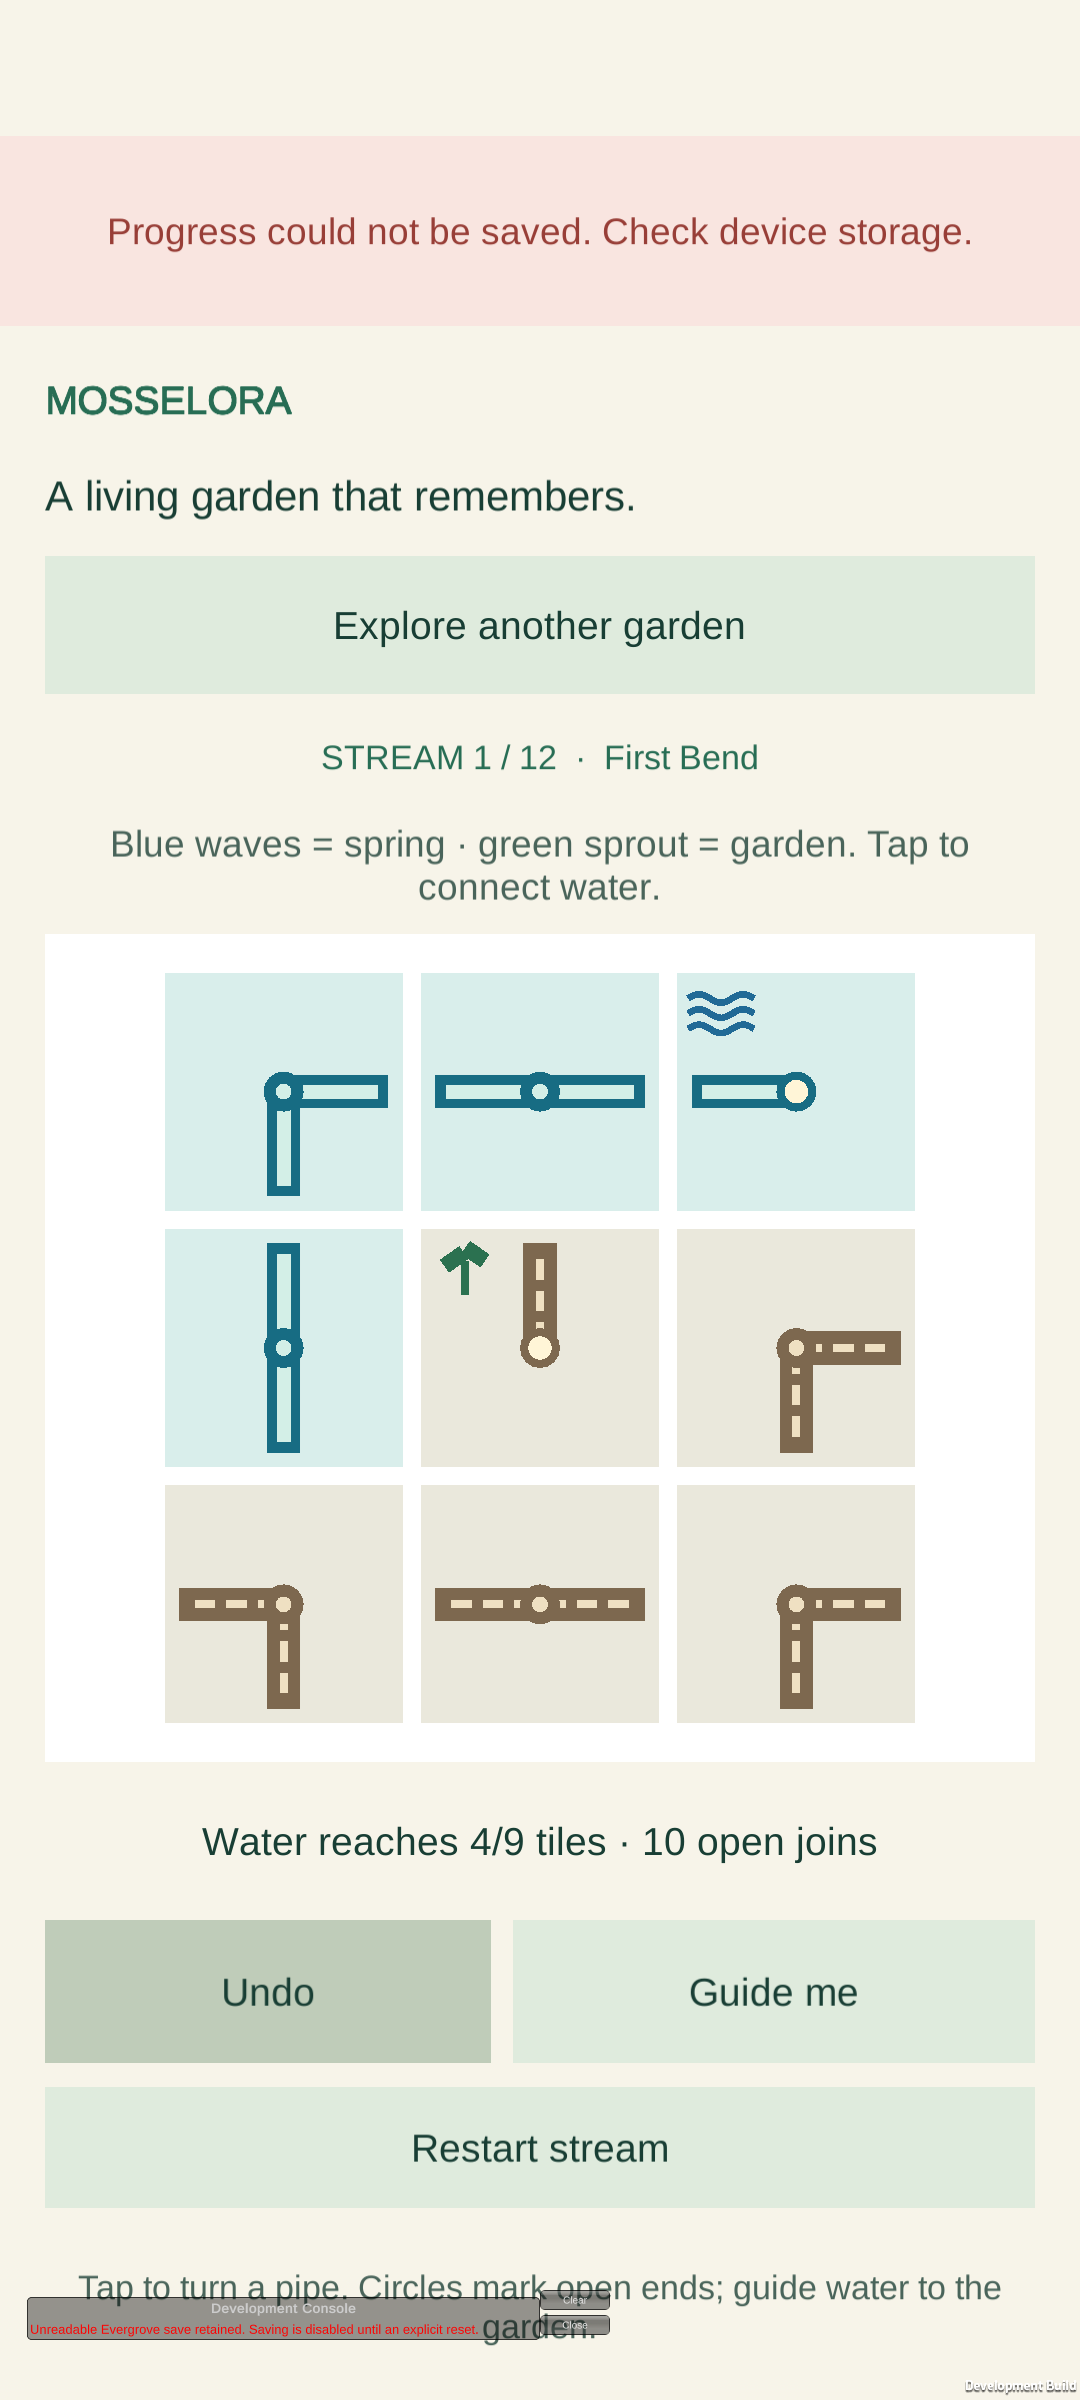 Progress could not be saved. Check device storage.
MOSSELORA
A living garden that remembers.
Explore another garden
STREAM 1 / 12 · First Bend
Blue waves = spring · green sprout = garden. Tap to
connect water.
Water reaches 4/9 tiles · 10 open joins
Undo
Guide me
Restart stream
Tap to turn a pipe. Circles mark open ends; guide water to the
garden.
Development Console
Clear
Unreadable Evergrove save retained. Saving is disabled until an explicit reset.
Close
Development Build